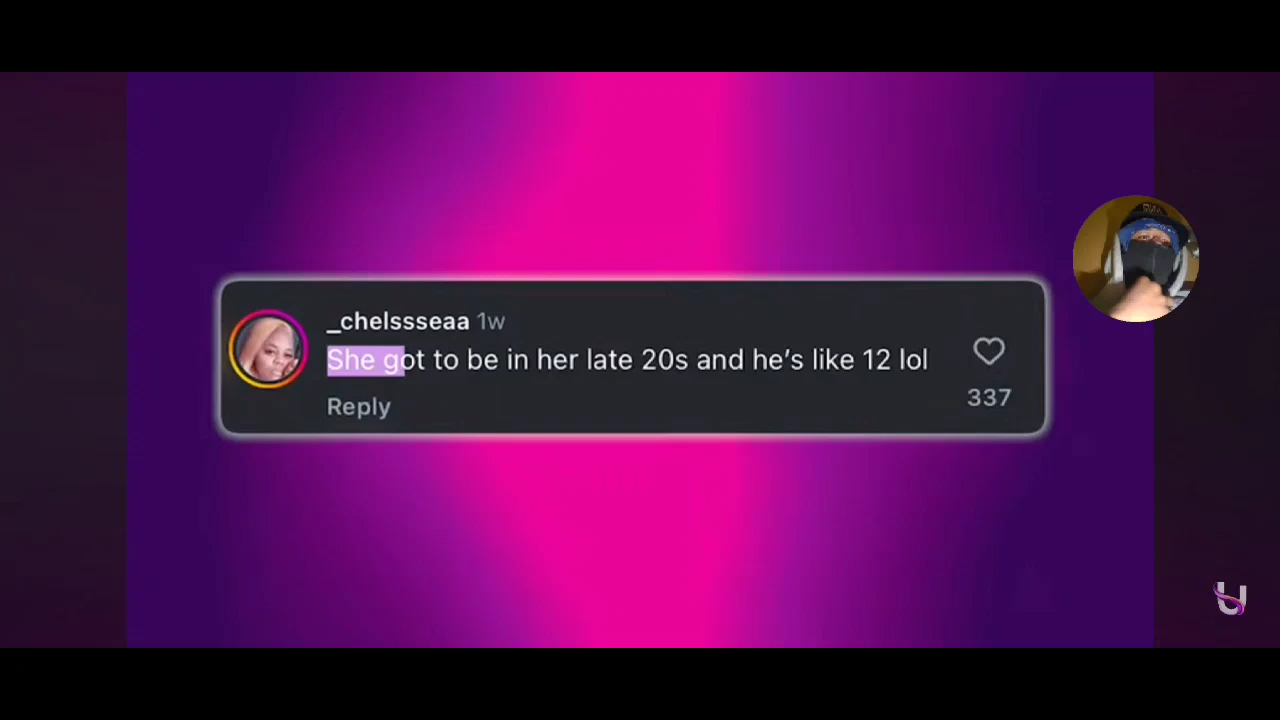 _chelssseaa 1w
She got to be in her late 20s and he’s like 12 lol
337
Reply
U